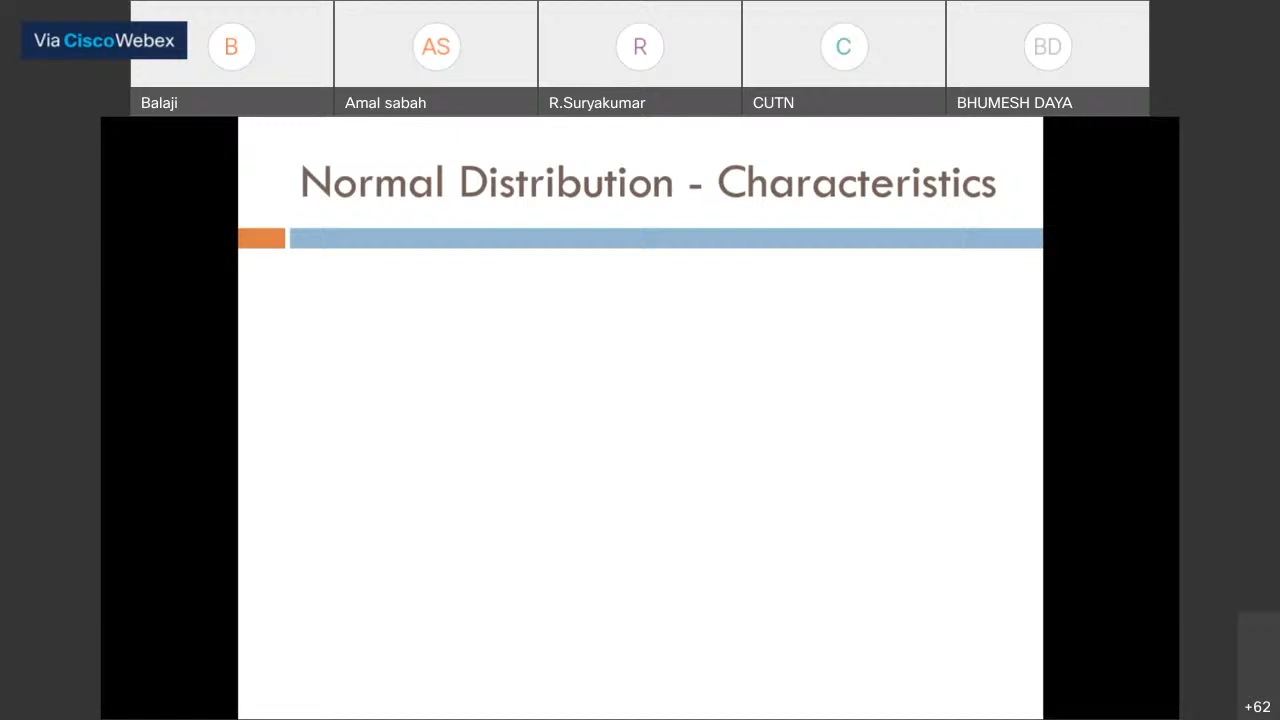 Via CiscoWebex
B
AS
R
C
BD
Balaji
Amal sabah
R.Suryakumar
CUTN
BHUMESH DAYA
Normal Distribution - Characteristics
+62